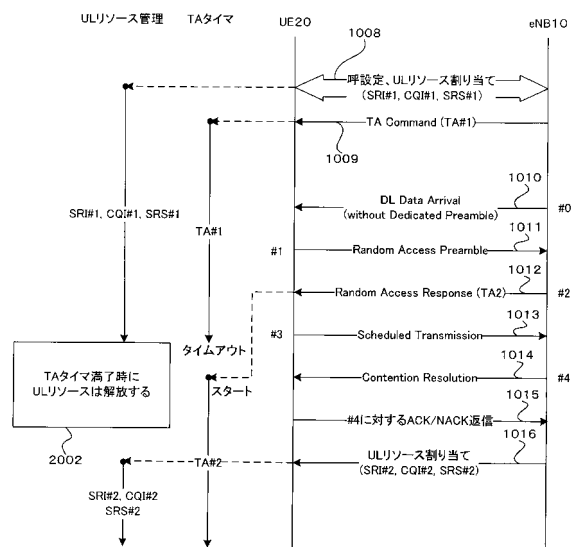 ULリソース管理 TAタイマ UE20 eNB10
1008
呼設定、ULリソース割り当て
(SRI#1, CQI#1, SRS#1)
TA Command (TA#1)
1009
1010
DL Data Arrival
(without Dedicated Preamble)
#0
SRI#1, CQI#1, SRS#1
TA#1
1011
#1 Random Access Preamble
1012
Random Access Response (TA2) #2
1013
#3 Scheduled Transmission
タイムアウト
1014
Contention Resolution #4
TAタイマ満了時に
ULリソースは解放する
スタート
1015
#4に対するACK/NACK返信
2002
1016
TA#2
ULリソース割り当て
(SRI#2, CQI#2, SRS#2)
SRI#2, CQI#2
SRS#2